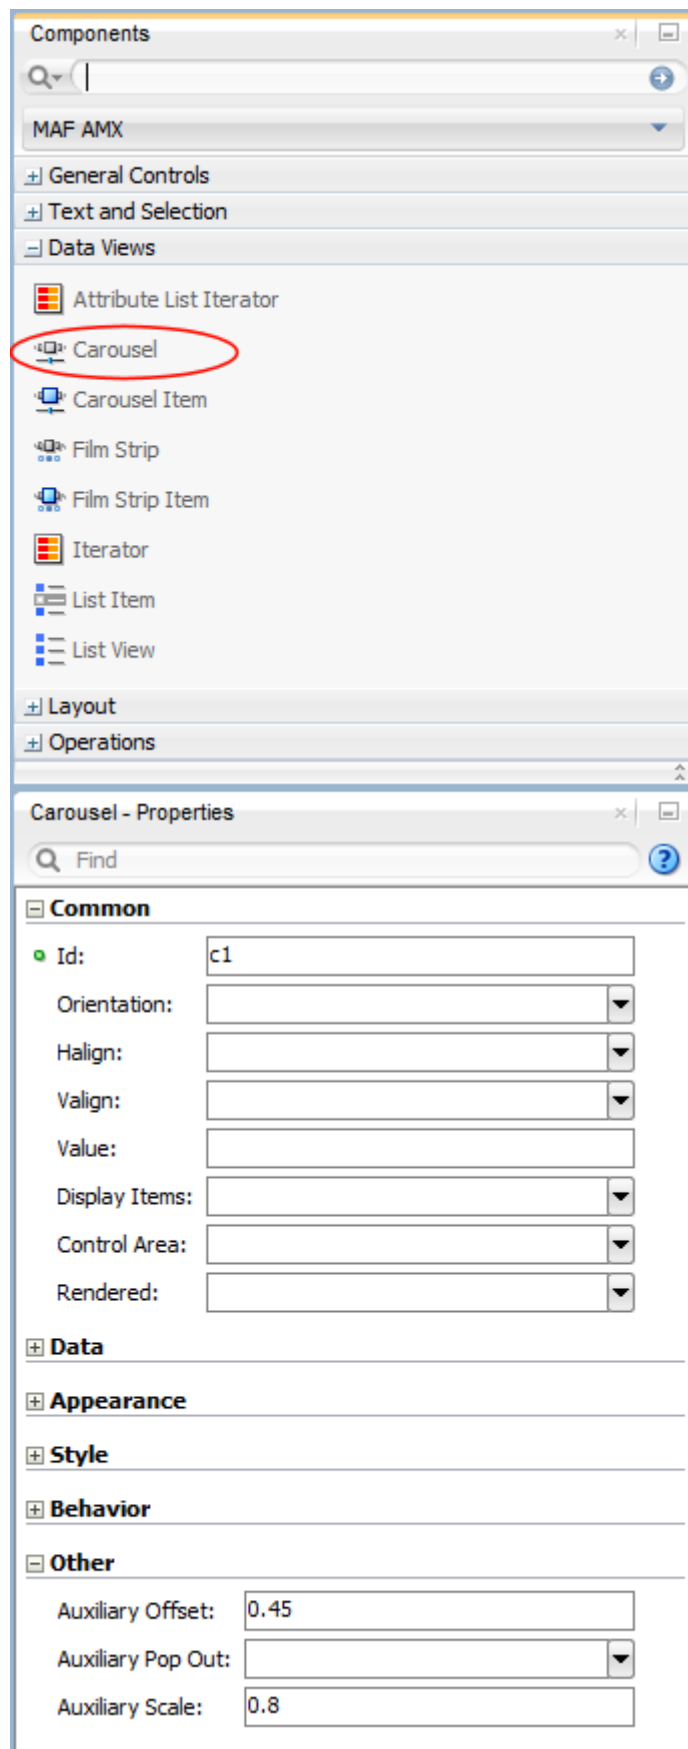 Components
MAF AMX
General Controls
Text and Selection
Data Views
Attribute List Iterator
Carousel
Carousel Item
Film Strip
Film Strip Item
Iterator
List Item
List View
Layout
Operations
Carousel - Properties
Find
Common
Id: c1
Orientation:
Halign:
Valign:
Value:
Display Items:
Control Area:
Rendered:
Data
Appearance
Style
Behavior
Other
Auxiliary Offset: 0.45
Auxiliary Pop Out:
Auxiliary Scale: 0.8